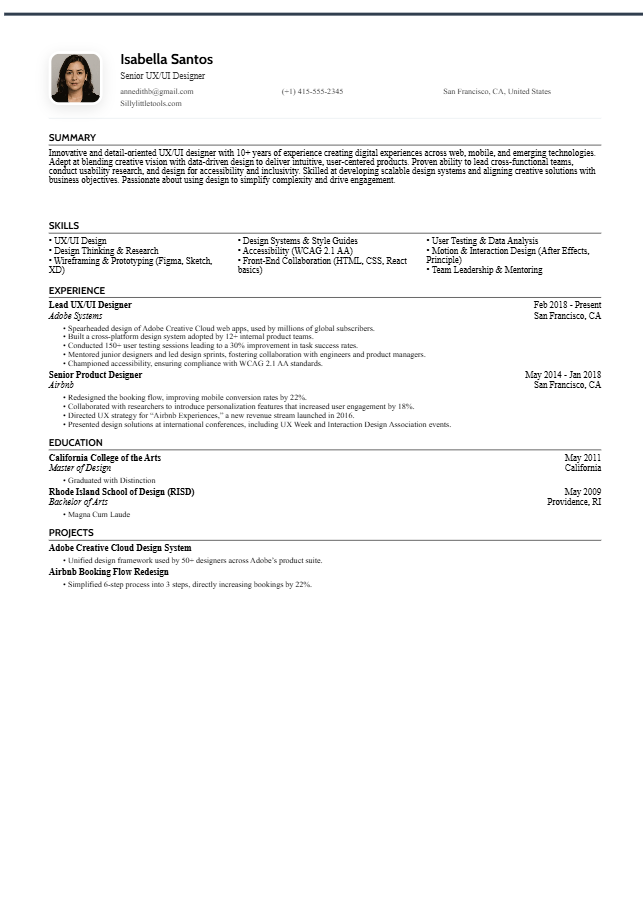 Isabella Santos
Senior UX/UI Designer
annedithb@gmail.com (+1) 415-555-2345 San Francisco, CA, United States
Sillylittletools.com
SUMMARY
Innovative and detail-oriented UX/UI designer with 10+ years of experience creating digital experiences across web, mobile, and emerging technologies.
Adept at blending creative vision with data-driven design to deliver intuitive, user-centered products. Proven ability to lead cross-functional teams,
conduct usability research, and design for accessibility and inclusivity. Skilled at developing scalable design systems and aligning creative solutions with
business objectives. Passionate about using design to simplify complexity and drive engagement.
SKILLS
• UX/UI Design
• Design Thinking & Research
• Wireframing & Prototyping (Figma, Sketch,
XD)
• Design Systems & Style Guides
• Accessibility (WCAG 2.1 AA)
• Front-End Collaboration (HTML, CSS, React
basics)
• User Testing & Data Analysis
• Motion & Interaction Design (After Effects,
Principle)
• Team Leadership & Mentoring
EXPERIENCE
Lead UX/UI Designer Feb 2018 - Present
Adobe Systems San Francisco, CA
• Spearheaded design of Adobe Creative Cloud web apps, used by millions of global subscribers.
• Built a cross-platform design system adopted by 12+ internal product teams.
• Conducted 150+ user testing sessions leading to a 30% improvement in task success rates.
• Mentored junior designers and led design sprints, fostering collaboration with engineers and product managers.
• Championed accessibility, ensuring compliance with WCAG 2.1 AA standards.
Senior Product Designer May 2014 - Jan 2018
Airbnb San Francisco, CA
• Redesigned the booking flow, improving mobile conversion rates by 22%.
• Collaborated with researchers to introduce personalization features that increased user engagement by 18%.
• Directed UX strategy for “Airbnb Experiences,” a new revenue stream launched in 2016.
• Presented design solutions at international conferences, including UX Week and Interaction Design Association events.
EDUCATION
California College of the Arts May 2011
Master of Design California
• Graduated with Distinction
Rhode Island School of Design (RISD) May 2009
Bachelor of Arts Providence, RI
• Magna Cum Laude
PROJECTS
Adobe Creative Cloud Design System
• Unified design framework used by 50+ designers across Adobe’s product suite.
Airbnb Booking Flow Redesign
• Simplified 6-step process into 3 steps, directly increasing bookings by 22%.